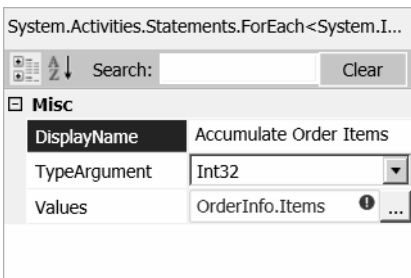 System.Activities.Statements.ForEach<System.I...
Search: Clear
Misc
DisplayName Accumulate Order Items
TypeArgument Int32
Values OrderInfo.Items ...